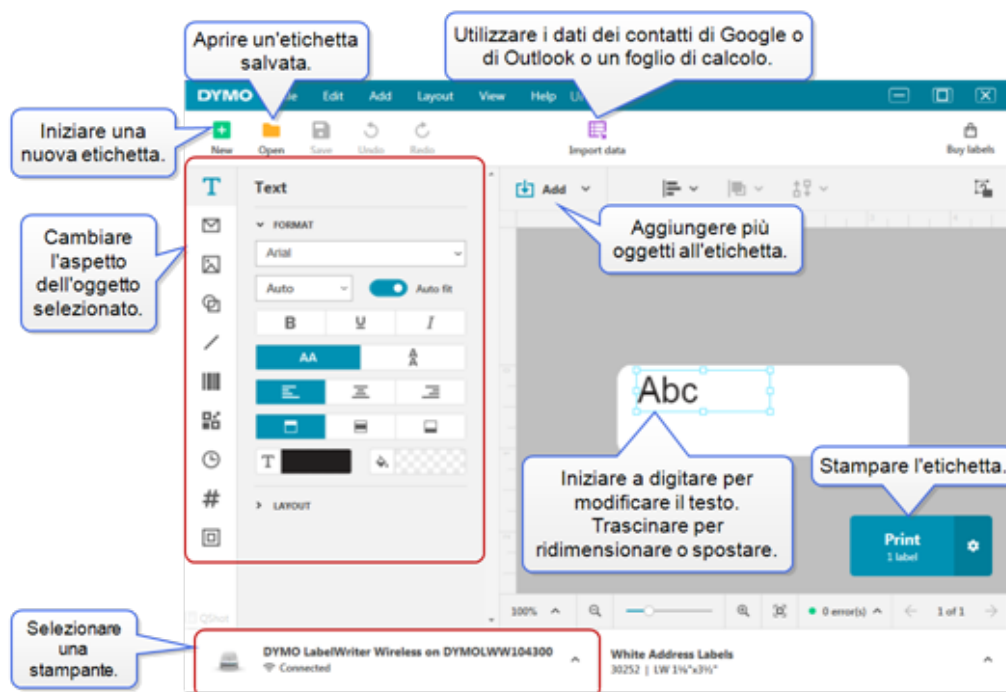 Aprire un'etichetta
salvata.
Utilizzare i dati dei contatti di Google o
di Outlook o un foglio di calcolo.
DYMO Edit Add Layout View Help
Iniziare una
nuova etichetta.
New Open Save Undo Redo Import data Buy labels
Text
Add
FORMAT
Arial
Auto Auto fit
B U I
AA A
A
T
LAYOUT
Cambiare
l'aspetto
dell'oggetto
selezionato.
Aggiungere più
oggetti all'etichetta.
Abc
Iniziare a digitare per
modificare il testo.
Trascinare per
ridimensionare o spostare.
Stampare l'etichetta.
Print
1 label
QShot
100% 0 error(s) 1 of 1
Selezionare
una
stampante.
DYMO LabelWriter Wireless on DYMOLWW104300
Connected
White Address Labels
30252 | LW 1⅛"x3½"